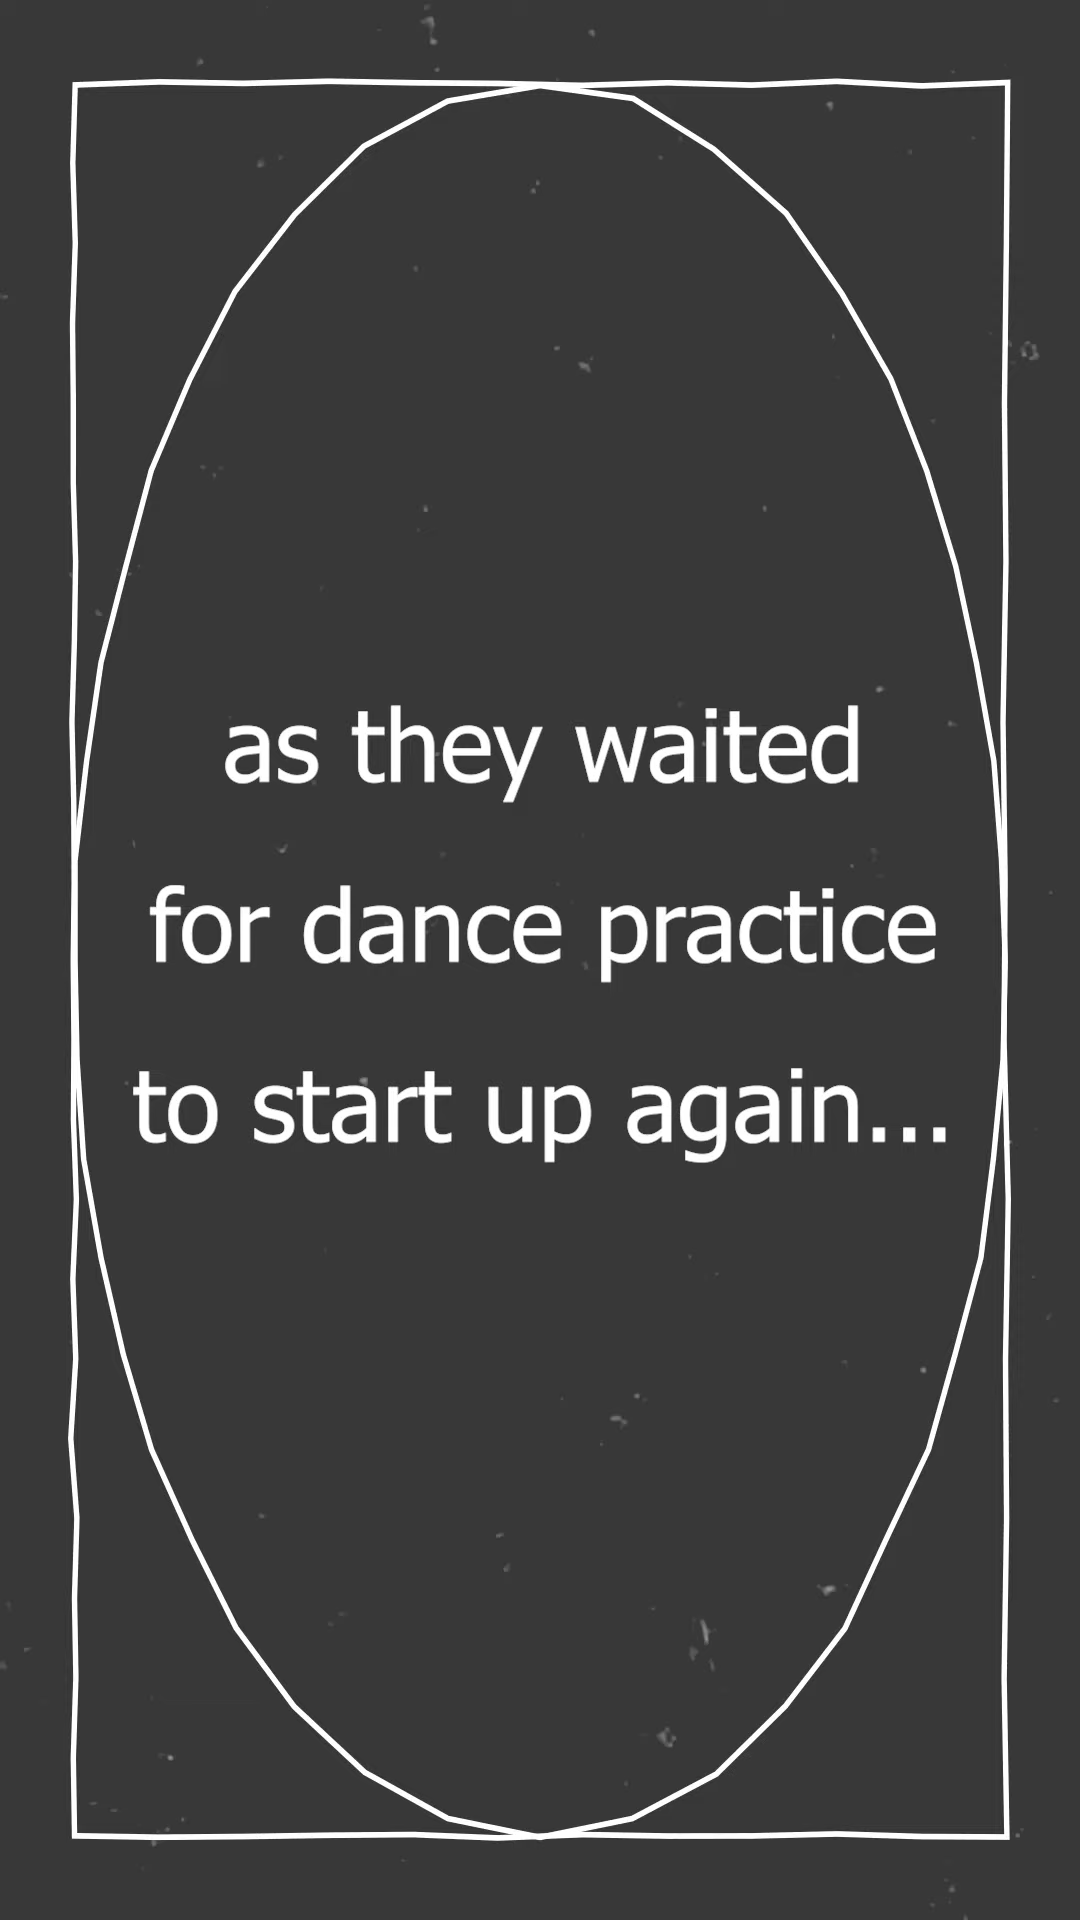 as they waited
for dance practice
to start up again...